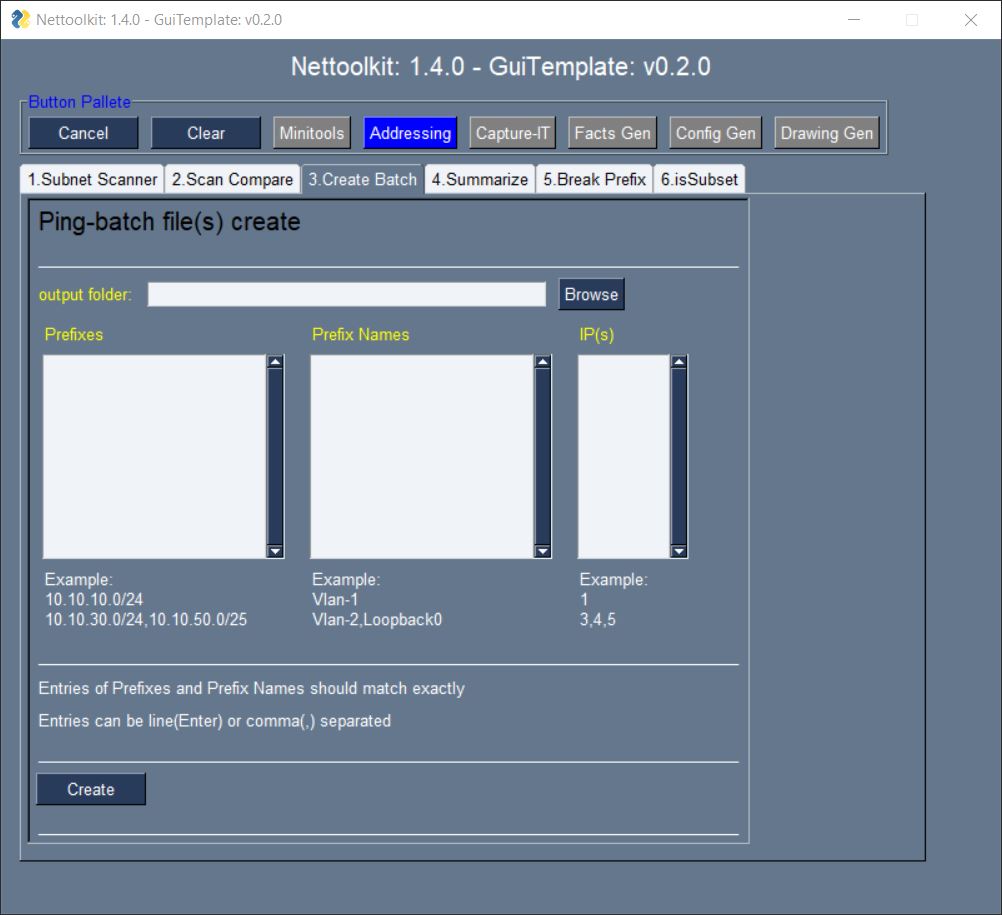 Nettoolkit: 1.4.0 - GuiTemplate: v0.2.0
Nettoolkit: 1.4.0 - GuiTemplate: v0.2.0
Button Pallete
Cancel Clear Minitools Addressing Capture-IT Facts Gen Config Gen Drawing Gen
1.Subnet Scanner 2.Scan Compare 3.Create Batch 4.Summarize 5.Break Prefix 6.isSubset
Ping-batch file(s) create
output folder: Browse
Prefixes Prefix Names IP(s)
Example: Example: Example:
10.10.10.0/24 Vlan-1 1
10.10.30.0/24,10.10.50.0/25 Vlan-2,Loopback0 3,4,5
Entries of Prefixes and Prefix Names should match exactly
Entries can be line(Enter) or comma(,) separated
Create